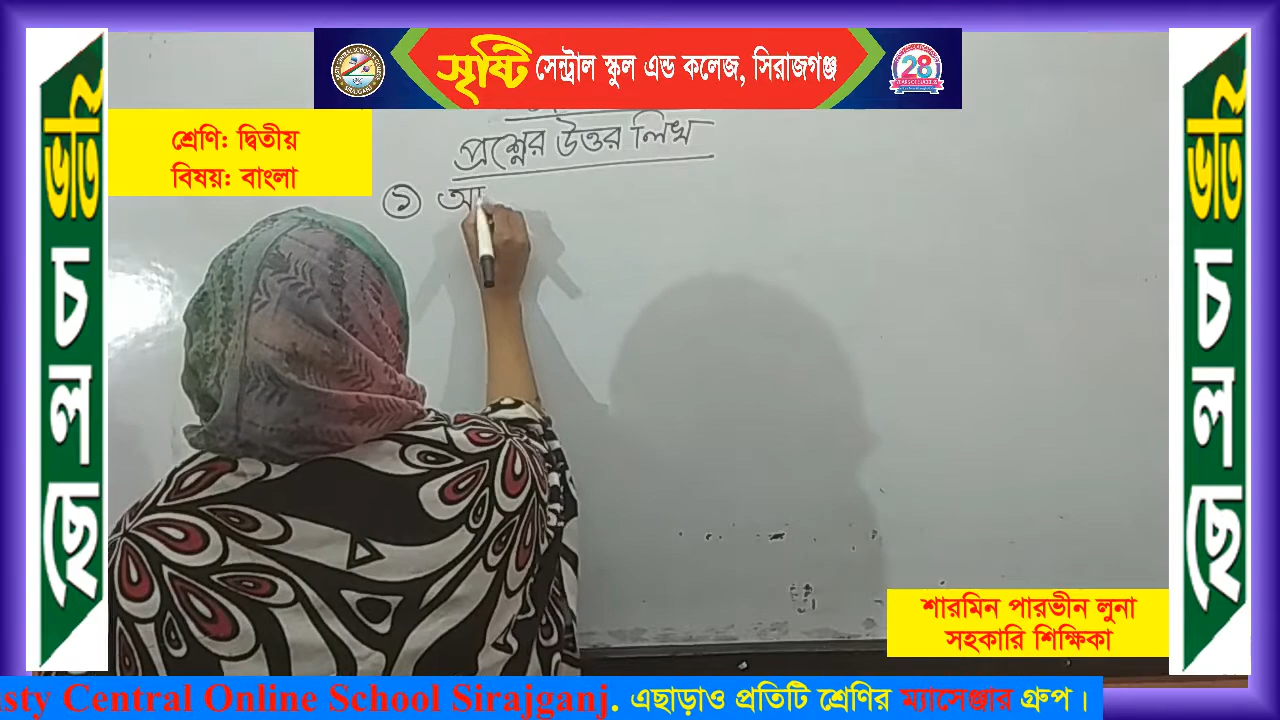 সৃষ্টি সেন্ট্রাল স্কুল এন্ড কলেজ, সিরাজগঞ্জ
28
শ্রেণি: দ্বিতীয়
বিষয়: বাংলা
প্রশ্নের উত্তর লিখ
১ আ
ভর্তি চলছে
ভর্তি চলছে
শারমিন পারভীন লুনা
সহকারি শিক্ষিকা
sty Central Online School Sirajganj. এছাড়াও প্রতিটি শ্রেণির ম্যাসেঞ্জার গ্রুপ।